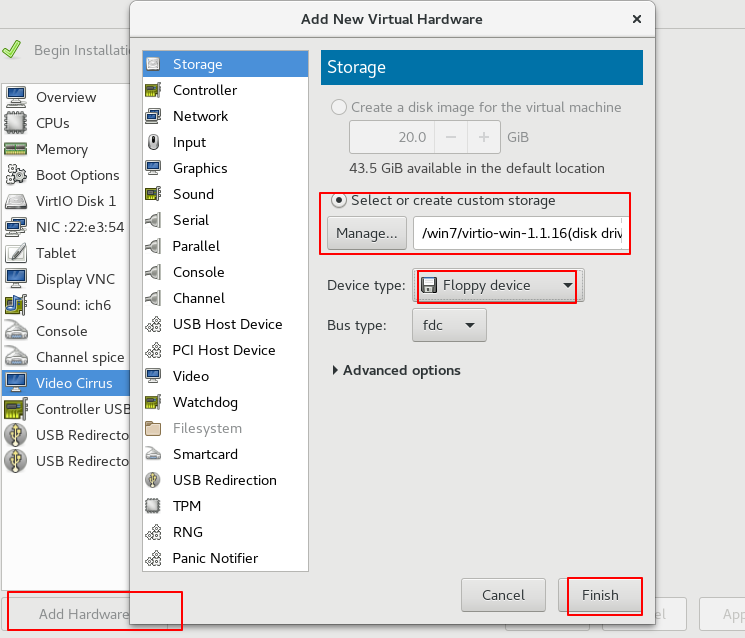 Add New Virtual Hardware
Begin Installati
Overview
CPUs
Memory
Boot Options
VirtIO Disk 1
NIC :22:e3:54
Tablet
Display VNC
Sound: ich6
Console
Channel spice
Video Cirrus
Controller USB
USB Redirecto
USB Redirecto
Add Hardware
Storage
Controller
Network
Input
Graphics
Sound
Serial
Parallel
Console
Channel
USB Host Device
PCI Host Device
Video
Watchdog
Filesystem
Smartcard
USB Redirection
TPM
RNG
Panic Notifier
Storage
Create a disk image for the virtual machine
20.0 − + GiB
43.5 GiB available in the default location
Select or create custom storage
Manage... /win7/virtio-win-1.1.16(disk driv
Device type: Floppy device
Bus type: fdc
Advanced options
Cancel Finish
el
App